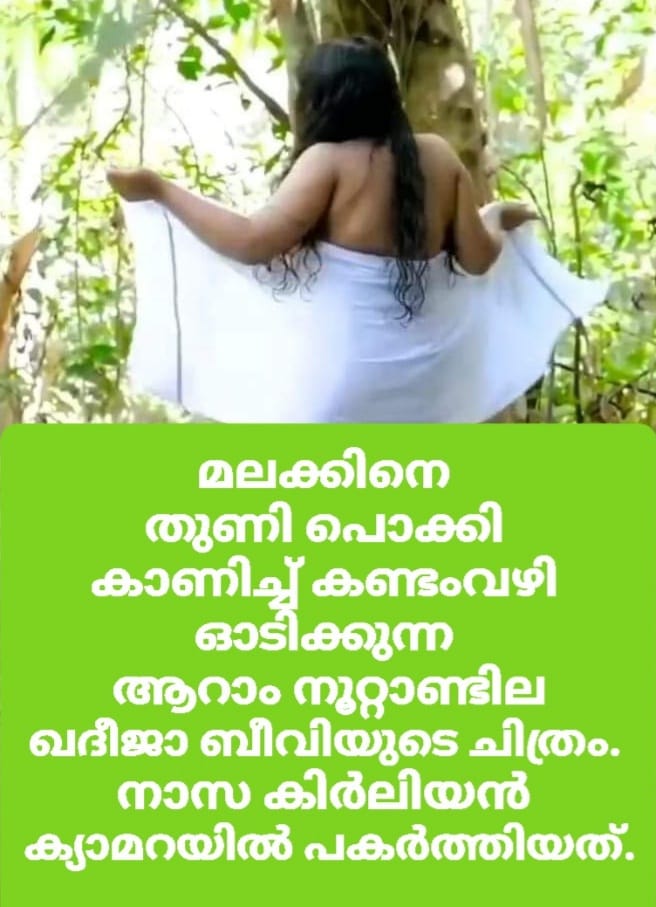 മലക്കിനെ
തുണി പൊക്കി
കാണിച്ച് കണ്ടംവഴി
ഓടിക്കുന്ന
ആറാം നൂറ്റാണ്ടില
ഖദീജാ ബീവിയുടെ ചിത്രം.
നാസ കിർലിയൻ
ക്യാമറയിൽ പകർത്തിയത്.